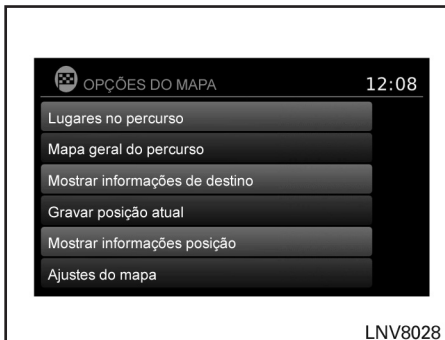 OPÇÕES DO MAPA 12:08
Lugares no percurso
Mapa geral do percurso
Mostrar informações de destino
Gravar posição atual
Mostrar informações posição
Ajustes do mapa
LNV8028